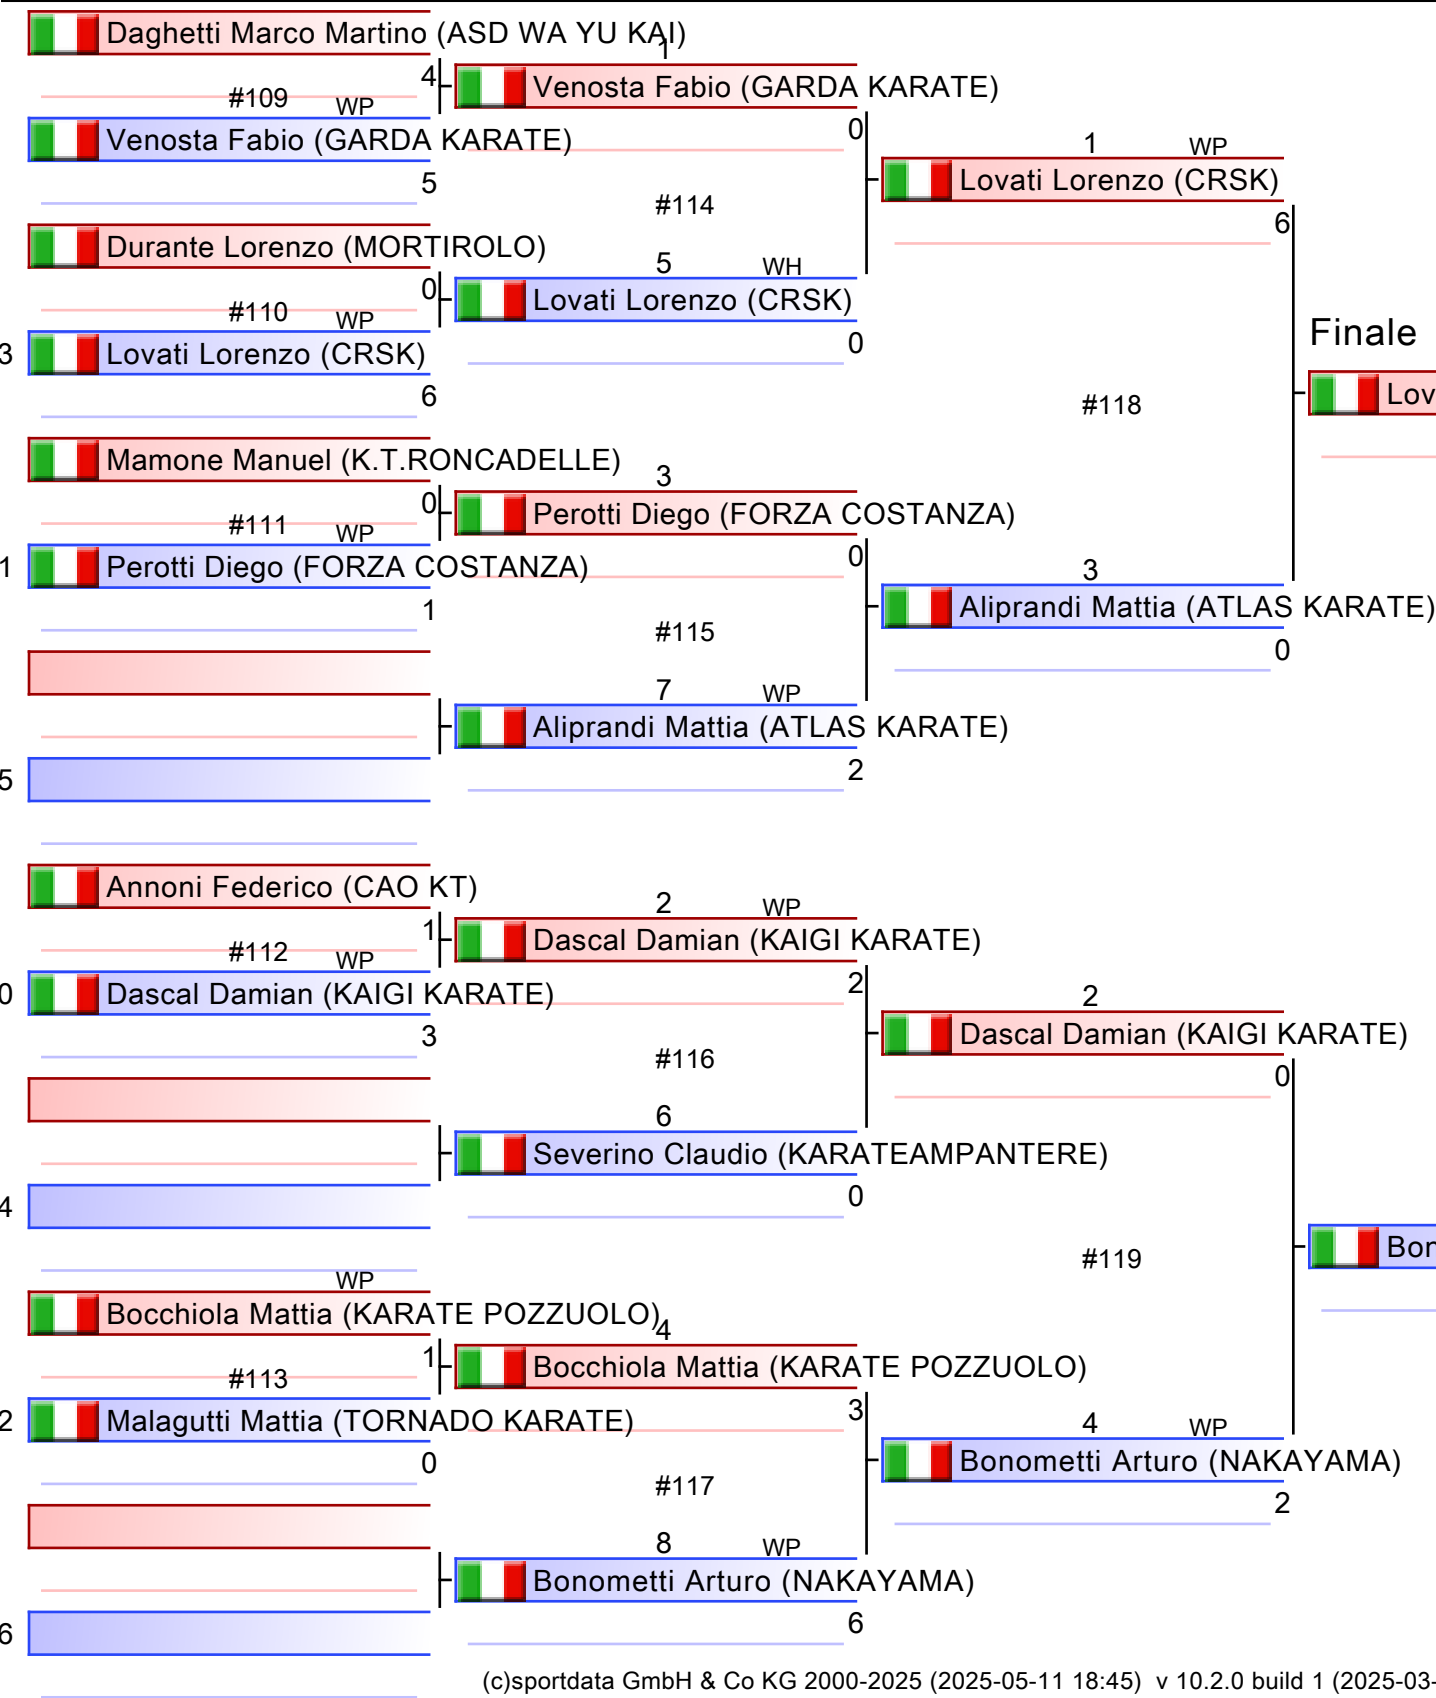 Daghetti Marco Martino (ASD WA YU KAI)
4
1
Venosta Fabio (GARDA KARATE)
#109
WP
Venosta Fabio (GARDA KARATE)
0
1
WP
Lovati Lorenzo (CRSK)
5
#114
6
Durante Lorenzo (MORTIROLO)
5
WH
0
Lovati Lorenzo (CRSK)
#110
WP
3
Lovati Lorenzo (CRSK)
0
Finale
6
#118
Lov
Mamone Manuel (K.T.RONCADELLE)
3
0
Perotti Diego (FORZA COSTANZA)
#111
WP
1
Perotti Diego (FORZA COSTANZA)
0
3
Aliprandi Mattia (ATLAS KARATE)
1
#115
0
7
WP
Aliprandi Mattia (ATLAS KARATE)
5
2
Annoni Federico (CAO KT)
2
WP
1
Dascal Damian (KAIGI KARATE)
#112
WP
0
Dascal Damian (KAIGI KARATE)
2
2
Dascal Damian (KAIGI KARATE)
3
#116
0
6
Severino Claudio (KARATEAMPANTERE)
4
0
#119
Bon
WP
Bocchiola Mattia (KARATE POZZUOLO)
4
1
Bocchiola Mattia (KARATE POZZUOLO)
#113
2
Malagutti Mattia (TORNADO KARATE)
3
4
WP
Bonometti Arturo (NAKAYAMA)
0
#117
2
8
WP
Bonometti Arturo (NAKAYAMA)
6
6
(c)sportdata GmbH & Co KG 2000-2025 (2025-05-11 18:45) v 10.2.0 build 1 (2025-03-